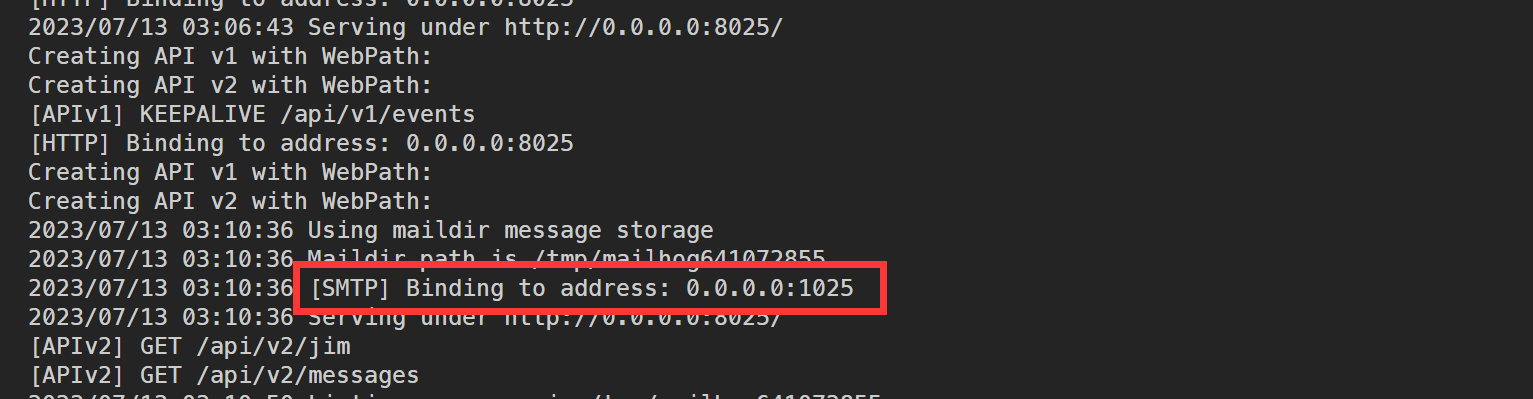 [HTTP] Binding to address: 0.0.0.0:8025
2023/07/13 03:06:43 Serving under http://0.0.0.0:8025/
Creating API v1 with WebPath:
Creating API v2 with WebPath:
[APIv1] KEEPALIVE /api/v1/events
[HTTP] Binding to address: 0.0.0.0:8025
Creating API v1 with WebPath:
Creating API v2 with WebPath:
2023/07/13 03:10:36 Using maildir message storage
2023/07/13 03:10:36 Maildir path is /tmp/mailhog641072855
2023/07/13 03:10:36 [SMTP] Binding to address: 0.0.0.0:1025
2023/07/13 03:10:36 Serving under http://0.0.0.0:8025/
[APIv2] GET /api/v2/jim
[APIv2] GET /api/v2/messages
2023/07/13 03:10:50